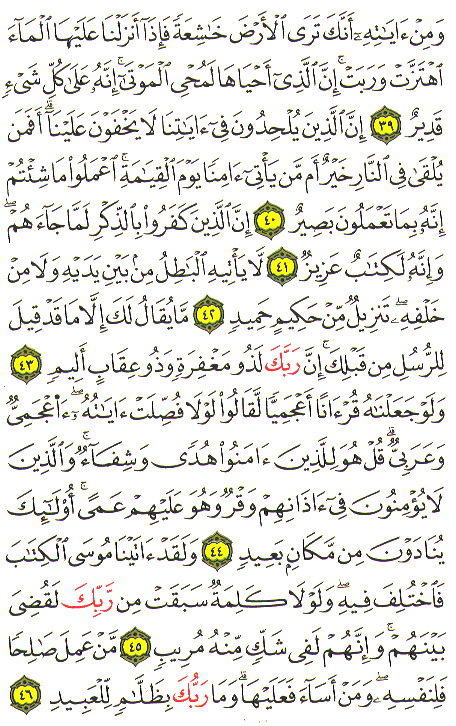 وَمِنْ ءَايَـٰتِهِۦٓ أَنَّكَ تَرَى ٱلْأَرْضَ خَـٰشِعَةً فَإِذَآ أَنزَلْنَا عَلَيْهَا ٱلْمَآءَ
ٱهْتَزَّتْ وَرَبَتْ ۚ إِنَّ ٱلَّذِىٓ أَحْيَاهَا لَمُحْىِ ٱلْمَوْتَىٰٓ ۚ إِنَّهُۥ عَلَىٰ كُلِّ شَىْءٍ
قَدِيرٌ ٣٩ إِنَّ ٱلَّذِينَ يُلْحِدُونَ فِىٓ ءَايَـٰتِنَا لَا يَخْفَوْنَ عَلَيْنَآ ۗ أَفَمَن
يُلْقَىٰ فِى ٱلنَّارِ خَيْرٌ أَم مَّن يَأْتِىٓ ءَامِنًا يَوْمَ ٱلْقِيَـٰمَةِ ۚ ٱعْمَلُوا۟ مَا شِئْتُمْ ۖ
إِنَّهُۥ بِمَا تَعْمَلُونَ بَصِيرٌ ٤٠ إِنَّ ٱلَّذِينَ كَفَرُوا۟ بِٱلذِّكْرِ لَمَّا جَآءَهُمْ ۖ
وَإِنَّهُۥ لَكِتَـٰبٌ عَزِيزٌ ٤١ لَّا يَأْتِيهِ ٱلْبَـٰطِلُ مِنۢ بَيْنِ يَدَيْهِ وَلَا مِنْ
خَلْفِهِۦ ۖ تَنزِيلٌ مِّنْ حَكِيمٍ حَمِيدٍ ٤٢ مَّا يُقَالُ لَكَ إِلَّا مَا قَدْ قِيلَ
لِلرُّسُلِ مِن قَبْلِكَ ۚ إِنَّ رَبَّكَ لَذُو مَغْفِرَةٍ وَذُو عِقَابٍ أَلِيمٍ ٤٣
وَلَوْ جَعَلْنَـٰهُ قُرْءَانًا أَعْجَمِيًّا لَّقَالُوا۟ لَوْلَا فُصِّلَتْ ءَايَـٰتُهُۥٓ ۖ ءَا۬عْجَمِىٌّ
وَعَرَبِىٌّ ۗ قُلْ هُوَ لِلَّذِينَ ءَامَنُوا۟ هُدًى وَشِفَآءٌ ۖ وَٱلَّذِينَ
لَا يُؤْمِنُونَ فِىٓ ءَاذَانِهِمْ وَقْرٌ وَهُوَ عَلَيْهِمْ عَمًى ۚ أُو۟لَـٰٓئِكَ
يُنَادَوْنَ مِن مَّكَانٍۭ بَعِيدٍ ٤٤ وَلَقَدْ ءَاتَيْنَا مُوسَى ٱلْكِتَـٰبَ
فَٱخْتُلِفَ فِيهِ ۗ وَلَوْلَا كَلِمَةٌ سَبَقَتْ مِن رَّبِّكَ لَقُضِىَ
بَيْنَهُمْ ۚ وَإِنَّهُمْ لَفِى شَكٍّ مِّنْهُ مُرِيبٍ ٤٥ مَّنْ عَمِلَ صَـٰلِحًا
فَلِنَفْسِهِۦ ۖ وَمَنْ أَسَآءَ فَعَلَيْهَا ۗ وَمَا رَبُّكَ بِظَلَّـٰمٍ لِّلْعَبِيدِ ٤٦